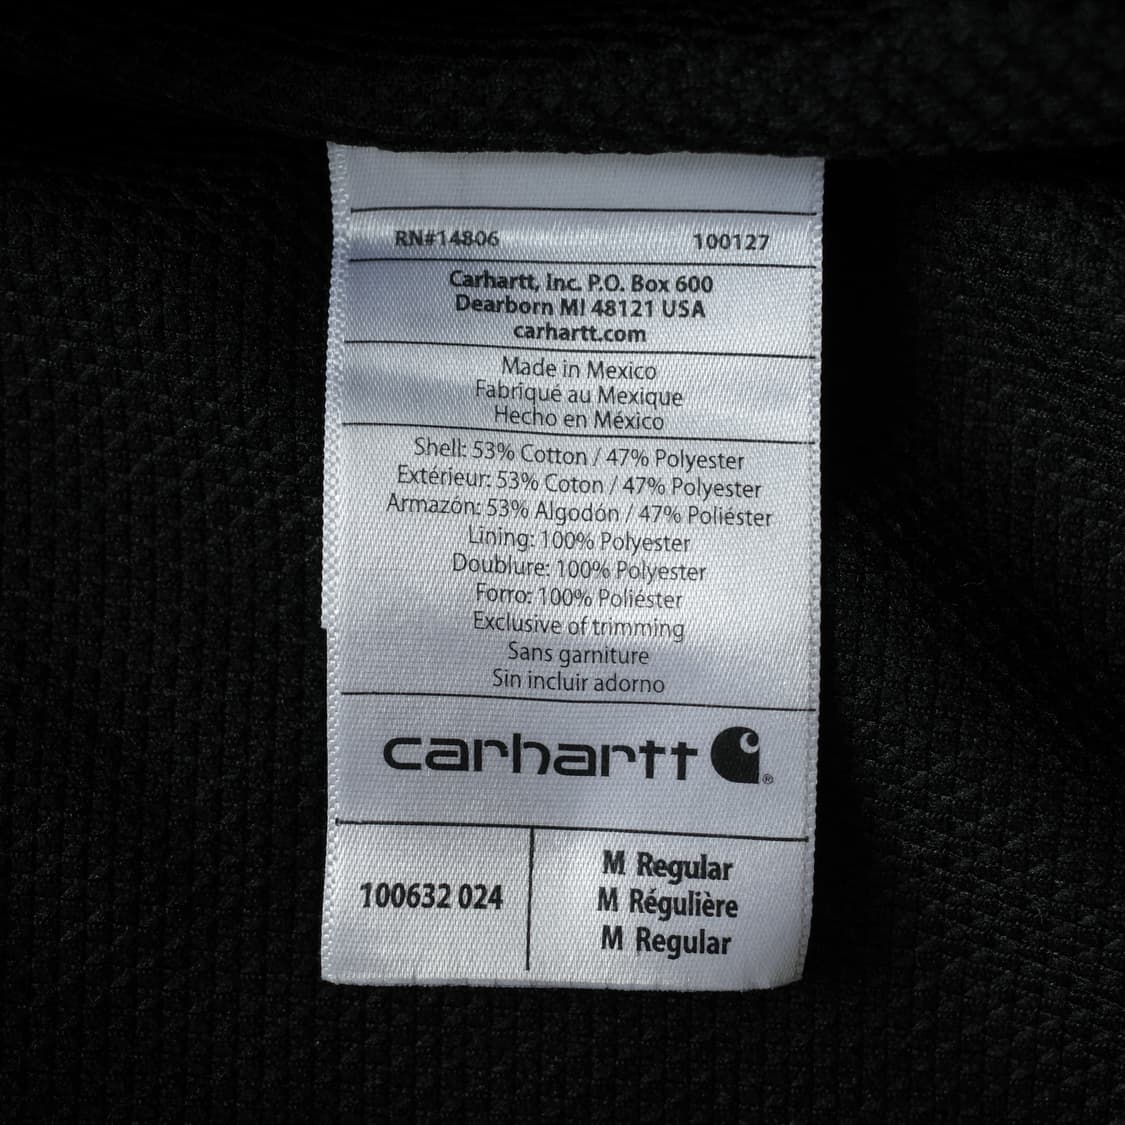 RN#14806 100127
Carhartt, Inc. P.O. Box 600
Dearborn MI 48121 USA
carhartt.com
Made in Mexico
Fabriqué au Mexique
Hecho en México
Shell: 53% Cotton / 47% Polyester
Extérieur: 53% Coton / 47% Polyester
Armazón: 53% Algodón / 47% Poliéster
Lining: 100% Polyester
Doublure: 100% Polyester
Forro: 100% Poliéster
Exclusive of trimming
Sans garniture
Sin incluir adorno
carhartt ®
100632 024
M Regular
M Régulière
M Regular